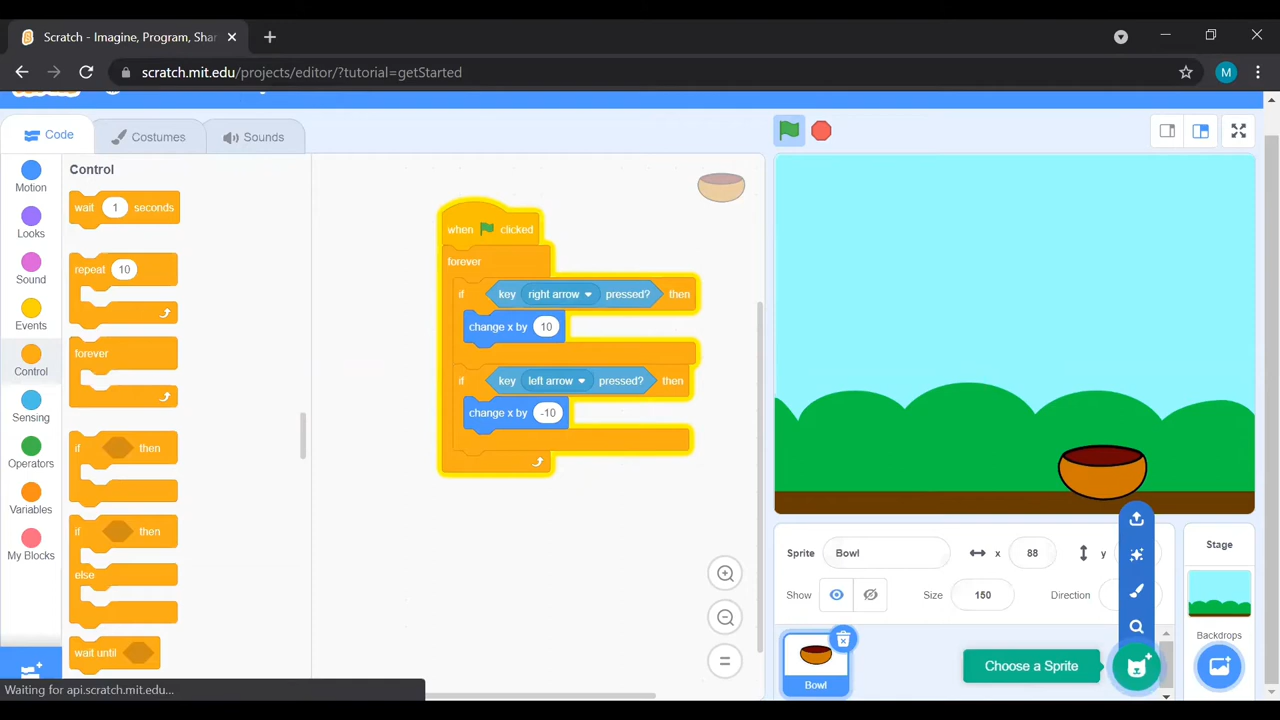 Scratch - Imagine, Program, Shar
scratch.mit.edu/projects/editor/?tutorial=getStarted
M
Code
Costumes
Sounds
Motion
Looks
Sound
Events
Control
Sensing
Operators
Variables
My Blocks
Control
wait 1 seconds
repeat 10
forever
if then
if then
else
wait until
when clicked
forever
if key right arrow pressed? then
change x by 10
if key left arrow pressed? then
change x by -10
Sprite Bowl x 88 y
Show Size 150 Direction
Bowl
Choose a Sprite
Stage
Backdrops
Waiting for api.scratch.mit.edu...